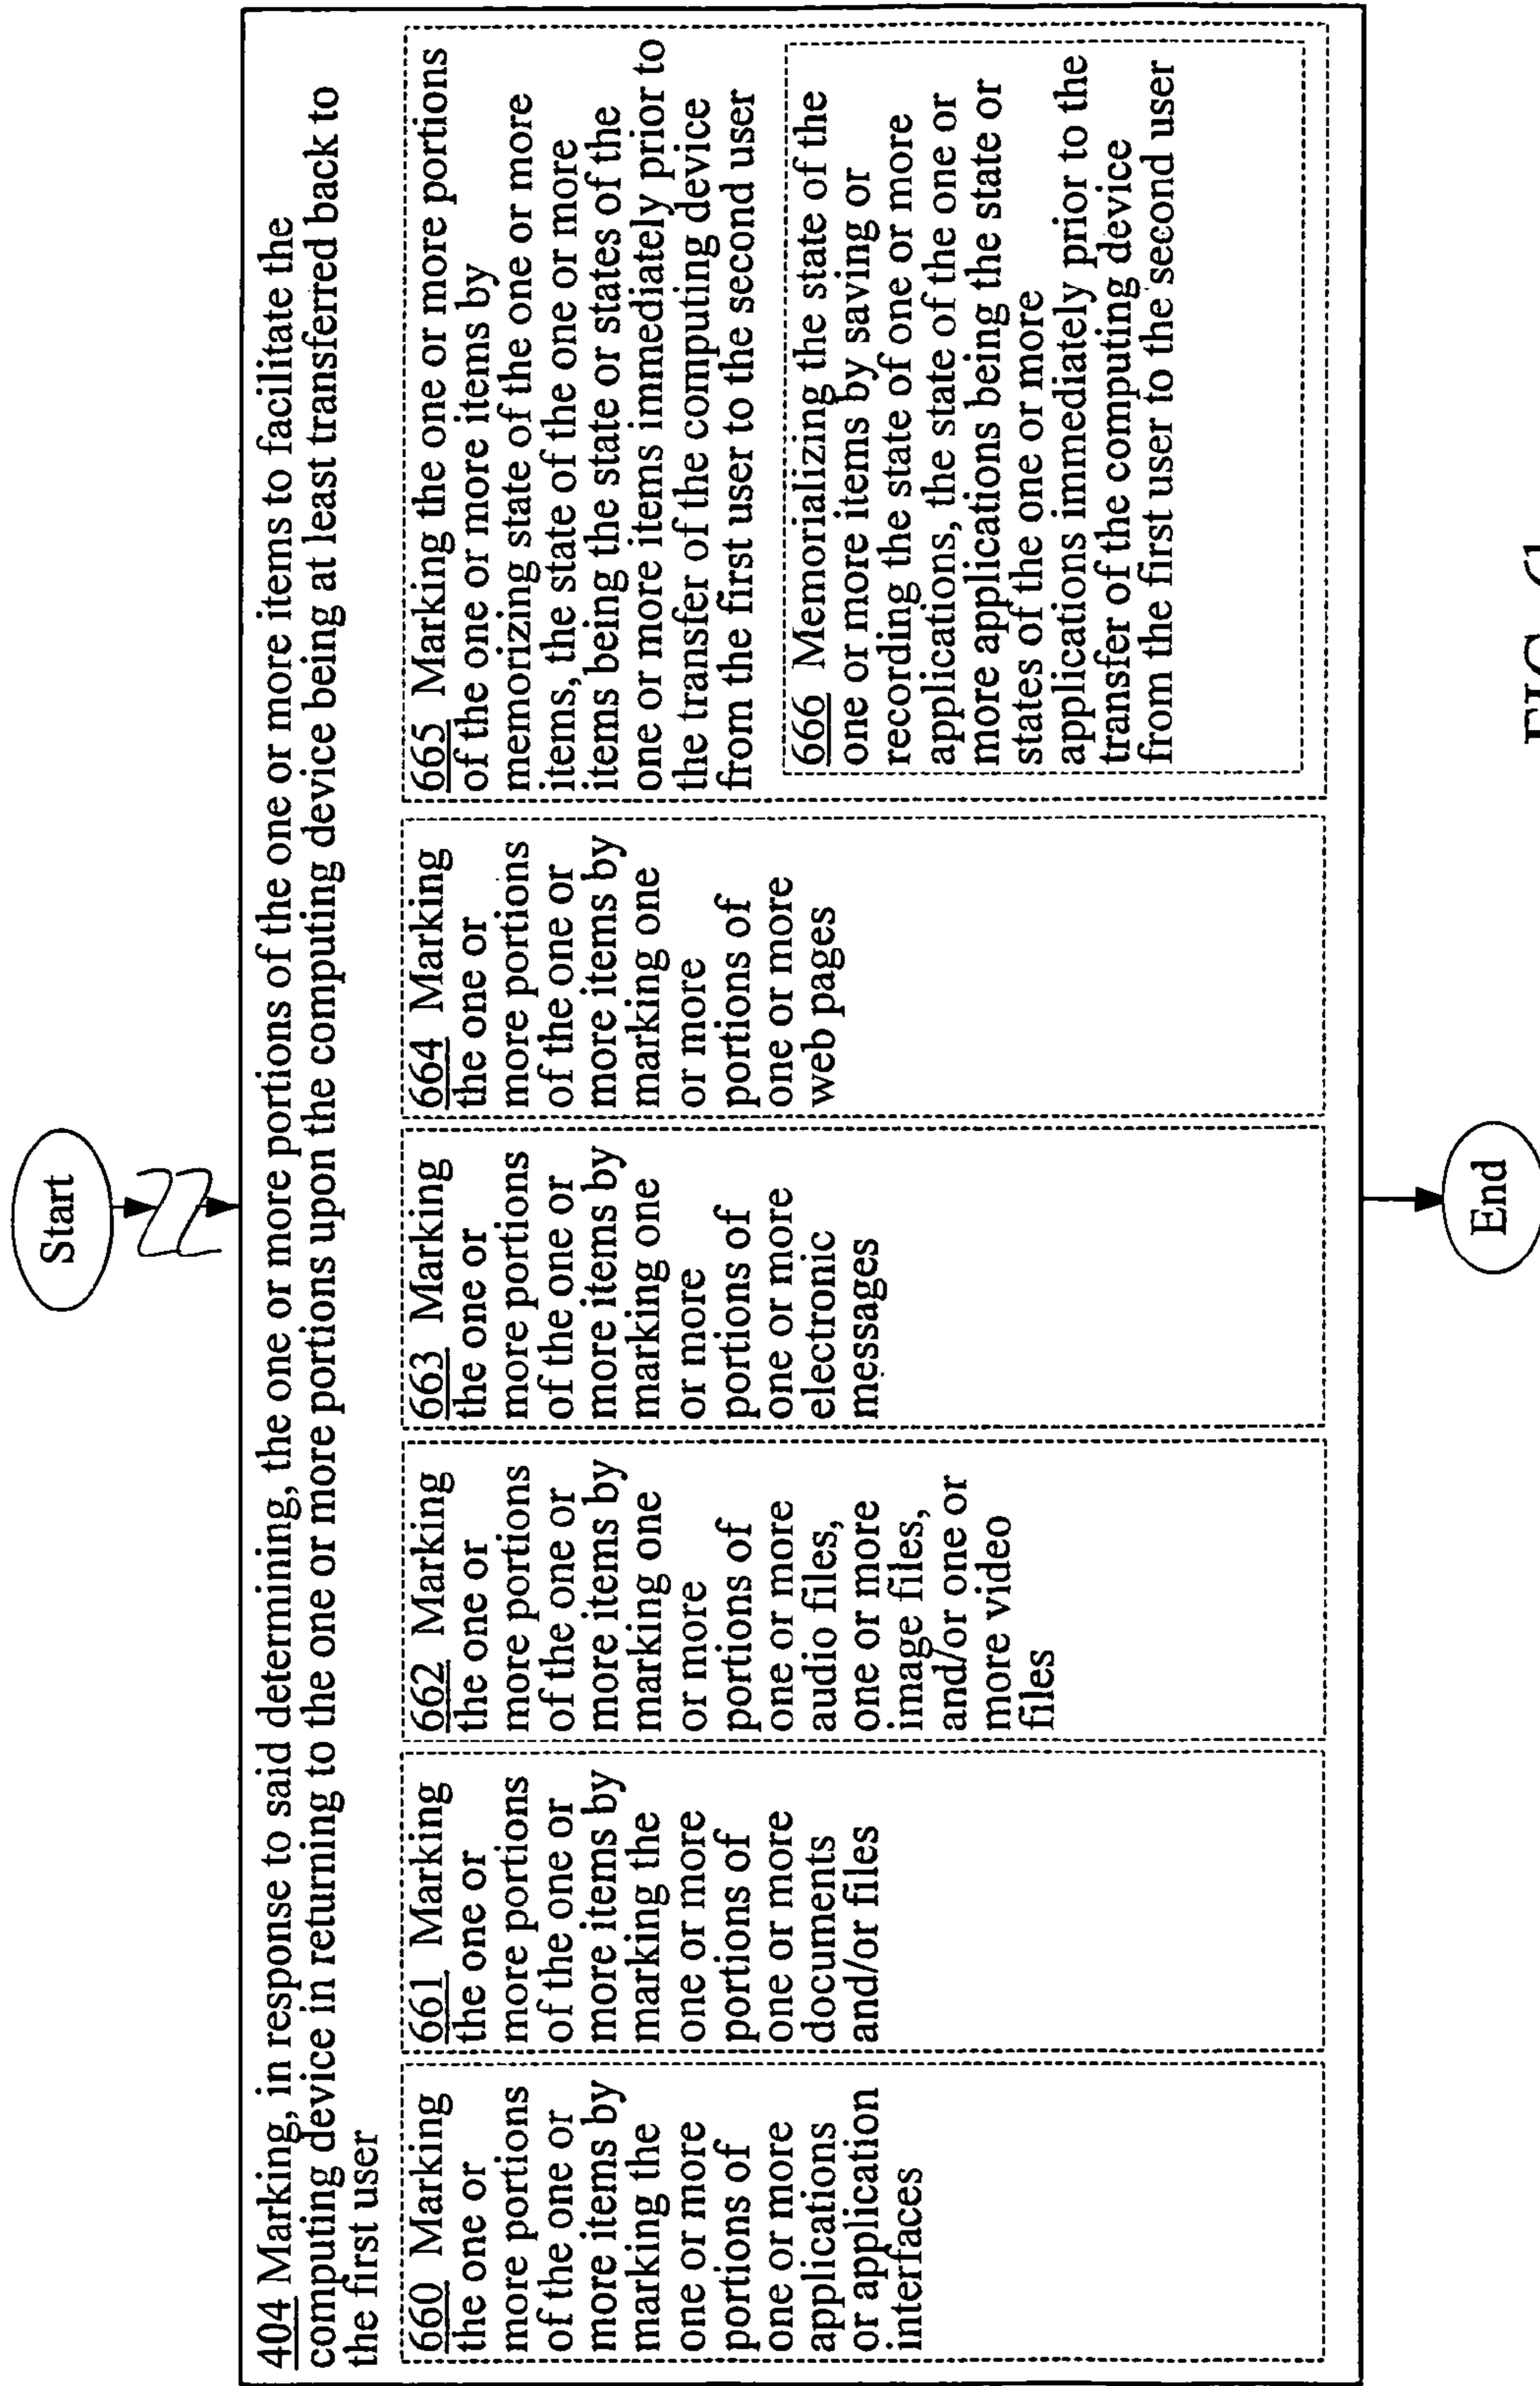 Start
404 Marking, in response to said determining, the one or more portions of the one or more items to facilitate the
computing device in returning to the one or more portions upon the computing device being at least transferred back to
the first user
660 Marking
the one or
more portions
of the one or
more items by
marking the
one or more
portions of
one or more
applications
or application
interfaces
661 Marking
the one or
more portions
of the one or
more items by
marking the
one or more
portions of
one or more
documents
and/or files
662 Marking
the one or
more portions
of the one or
more items by
marking one
or more
portions of
one or more
audio files,
one or more
image files,
and/or one or
more video
files
663 Marking
the one or
more portions
of the one or
more items by
marking one
or more
portions of
one or more
electronic
messages
664 Marking
the one or
more portions
of the one or
more items by
marking one
or more
portions of
one or more
web pages
665 Marking the one or more portions
of the one or more items by
memorizing state of the one or more
items, the state of the one or more
items being the state or states of the
one or more items immediately prior to
the transfer of the computing device
from the first user to the second user
666 Memorializing the state of the
one or more items by saving or
recording the state of one or more
applications, the state of the one or
more applications being the state or
states of the one or more
applications immediately prior to the
transfer of the computing device
from the first user to the second user
End